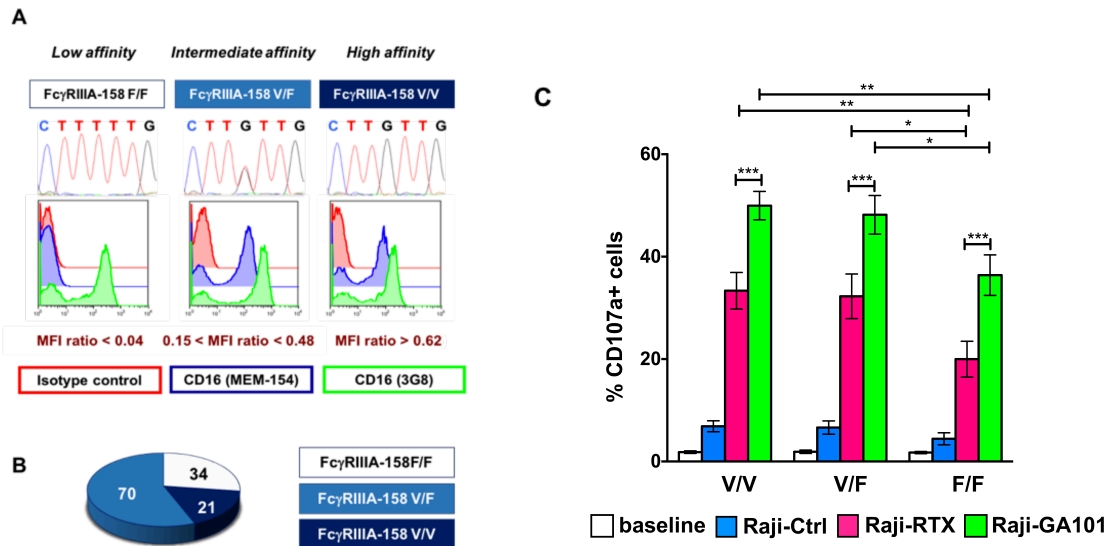 A
Low affinity Intermediate affinity High affinity
FcγRIIIA-158 F/F FcγRIIIA-158 V/F FcγRIIIA-158 V/V
C T T T T T G C T T G T T G C T T G T T G
MFI ratio < 0.04 0.15 < MFI ratio < 0.48 MFI ratio > 0.62
Isotype control CD16 (MEM-154) CD16 (3G8)
B
34
70
21
FcγRIIIA-158F/F
FcγRIIIA-158 V/F
FcγRIIIA-158 V/V
C
**
**
*
*
*** *** ***
% CD107a+ cells
60
40
20
0
V/V V/F F/F
baseline Raji-Ctrl Raji-RTX Raji-GA101